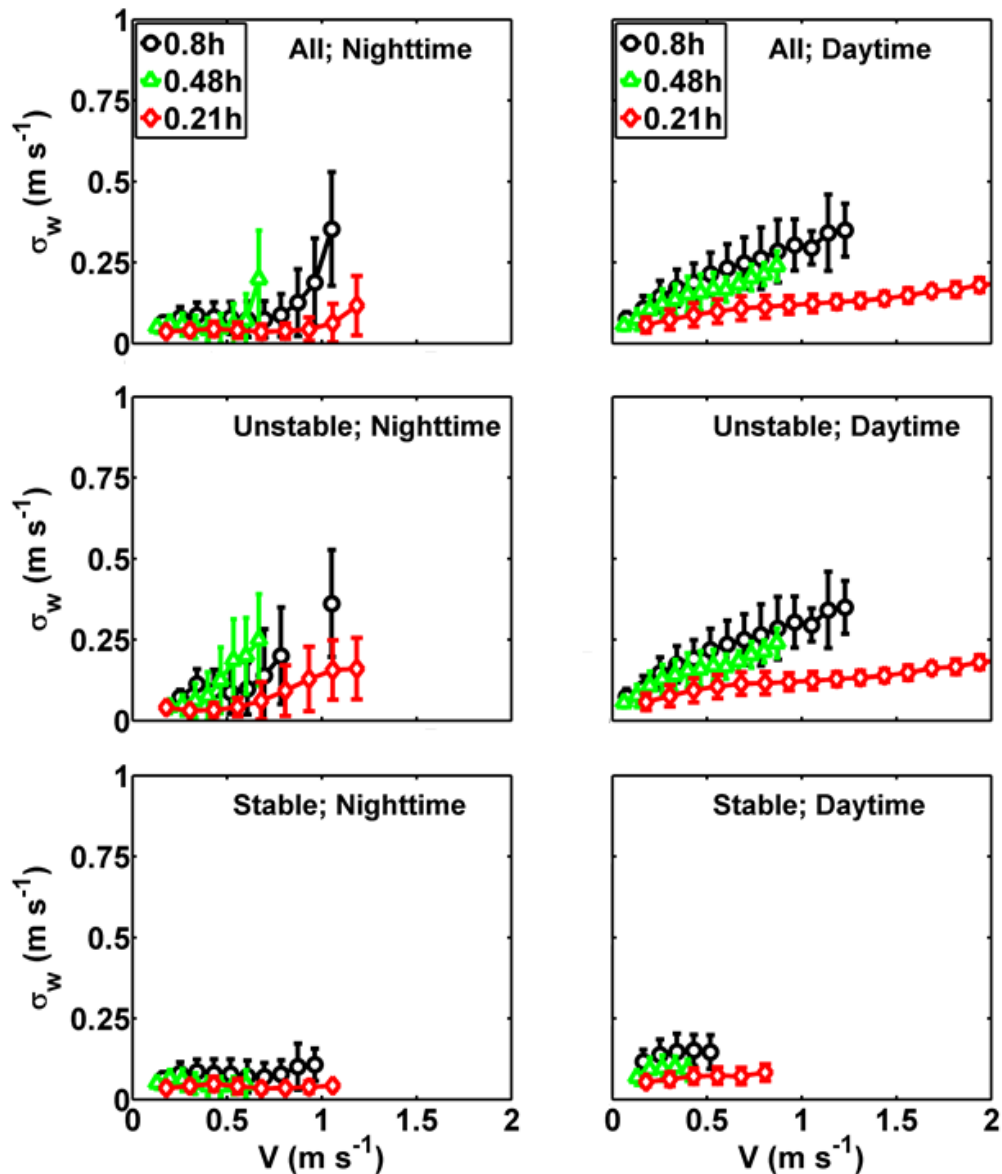 All; Nighttime
0.8h
0.48h
0.21h
σw (m s-1)
1
0.75
0.5
0.25
0
All; Daytime
0.8h
0.48h
0.21h
Unstable; Nighttime
σw (m s-1)
1
0.75
0.5
0.25
0
Unstable; Daytime
Stable; Nighttime
σw (m s-1)
1
0.75
0.5
0.25
0
0 0.5 1 1.5 2
V (m s-1)
Stable; Daytime
0 0.5 1 1.5 2
V (m s-1)